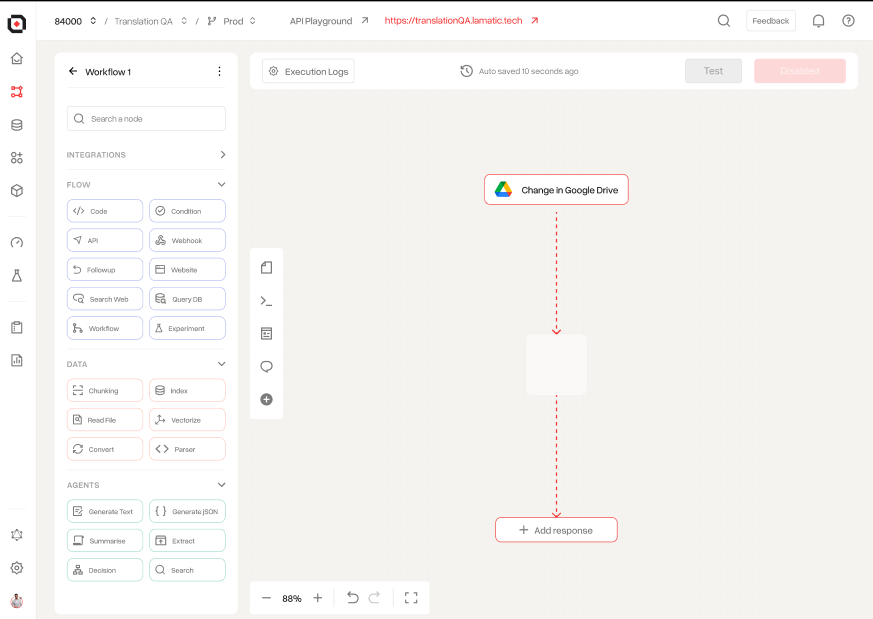 84000 / Translation QA / Prod API Playground https://translationQA.lamatic.tech Feedback
Workflow 1
Execution Logs
Auto saved 10 seconds ago
Test
Disabled
Search a node
INTEGRATIONS
FLOW
Code Condition
API Webhook
Followup Website
Search Web Query DB
Workflow Experiment
DATA
Chunking Index
Read File Vectorize
Convert Parser
AGENTS
Generate Text Generate JSON
Summarise Extract
Decision Search
Change in Google Drive
Add response
88%